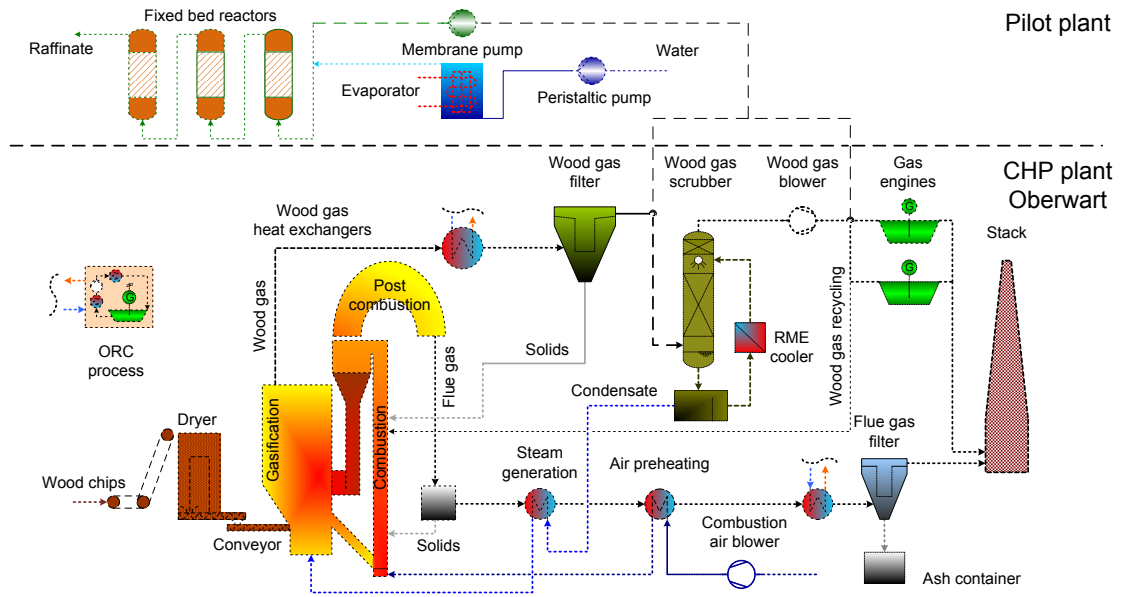 Fixed bed reactors
Pilot plant
Raffinate
Membrane pump
Water
Evaporator
Peristaltic pump
CHP plant
Oberwart
Wood gas
filter
Wood gas
scrubber
Wood gas
blower
Gas
engines
Wood gas
heat exchangers
G
Stack
G
Post
combustion
Wood gas
G
ORC
process
Solids
RME
cooler
Wood gas recycling
Flue gas
Condensate
Dryer
Gasification
Combustion
Flue gas
filter
Steam
generation
Air preheating
Wood chips
Conveyor
Solids
Combustion
air blower
Ash container